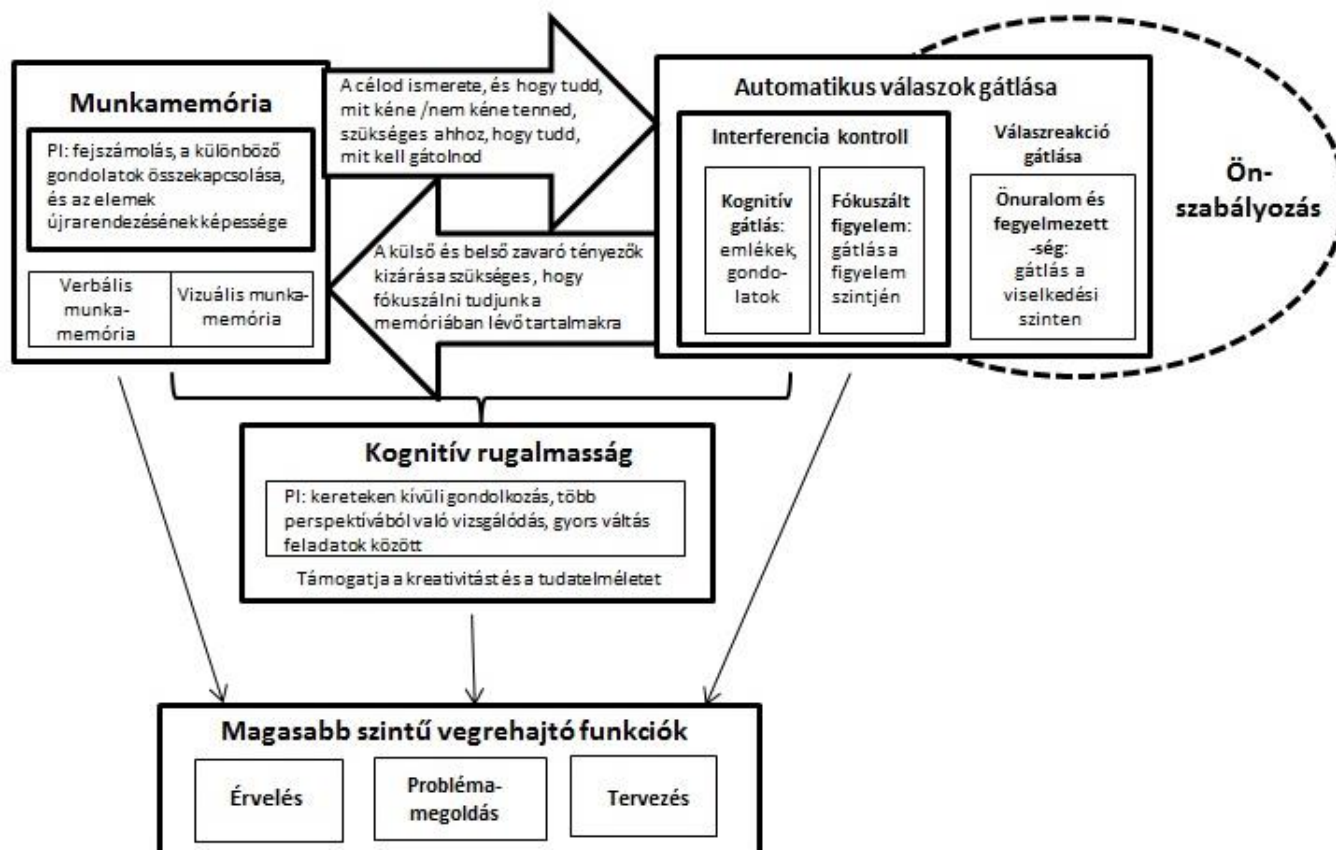 Munkamemória
PI: fejszámolás, a különböző
gondolatok összekapcsolása,
és az elemek
újrarendezésének képessége
Verbális
munka-
memória
Vizuális munka-
memória
A célod ismerete, és hogy tudd,
mit kéne /nem kéne tenned,
szükséges ahhoz, hogy tudd,
mit kell gátolnod
A külső és belső zavaró tényezők
kizárása szükséges , hogy
fókuszálni tudjunk a
memóriában lévő tartalmakra
Automatikus válaszok gátlása
Interferencia kontroll
Kognitív
gátlás:
emlékek,
gondo-
latok
Fókuszált
figyelem:
gátlás a
figyelem
szintjén
Válaszreakció
gátlása
Önuralom és
fegyelmezett
-ség:
gátlás a
viselkedési
szinten
Ön-
szabályozás
Kognitív rugalmasság
PI: kereteken kívüli gondolkozás, több
perspektívából való vizsgálódás, gyors váltás
feladatok között
Támogatja a kreativitást és a tudatelméletet
Magasabb szintű vegrehajtó funkciók
Érvelés
Probléma-
megoldás
Tervezés